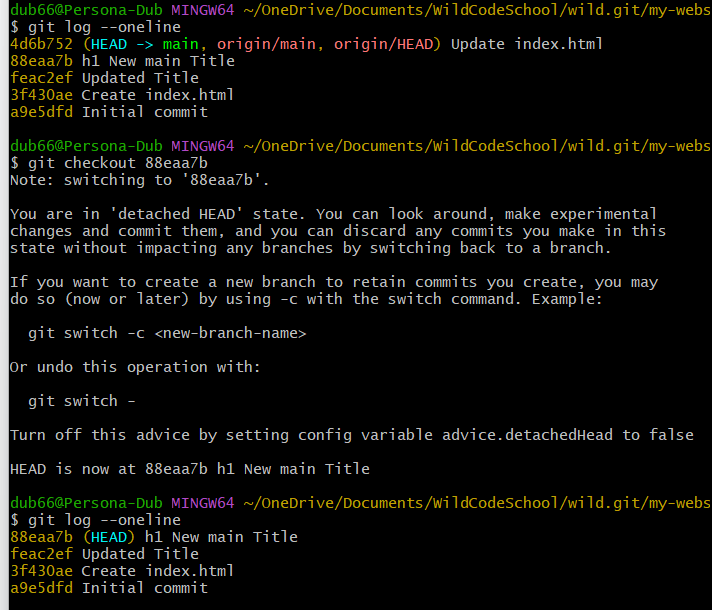 dub66@Persona-Dub MINGW64 ~/OneDrive/Documents/WildCodeSchool/wild.git/my-webs
$ git log --oneline
4d6b752 (HEAD -> main, origin/main, origin/HEAD) Update index.html
88eaa7b h1 New main Title
feac2ef Updated Title
3f430ae Create index.html
a9e5dfd Initial commit
dub66@Persona-Dub MINGW64 ~/OneDrive/Documents/WildCodeSchool/wild.git/my-webs
$ git checkout 88eaa7b
Note: switching to '88eaa7b'.
You are in 'detached HEAD' state. You can look around, make experimental
changes and commit them, and you can discard any commits you make in this
state without impacting any branches by switching back to a branch.
If you want to create a new branch to retain commits you create, you may
do so (now or later) by using -c with the switch command. Example:
git switch -c <new-branch-name>
Or undo this operation with:
git switch -
Turn off this advice by setting config variable advice.detachedHead to false
HEAD is now at 88eaa7b h1 New main Title
dub66@Persona-Dub MINGW64 ~/OneDrive/Documents/WildCodeSchool/wild.git/my-webs
$ git log --oneline
88eaa7b (HEAD) h1 New main Title
feac2ef Updated Title
3f430ae Create index.html
a9e5dfd Initial commit